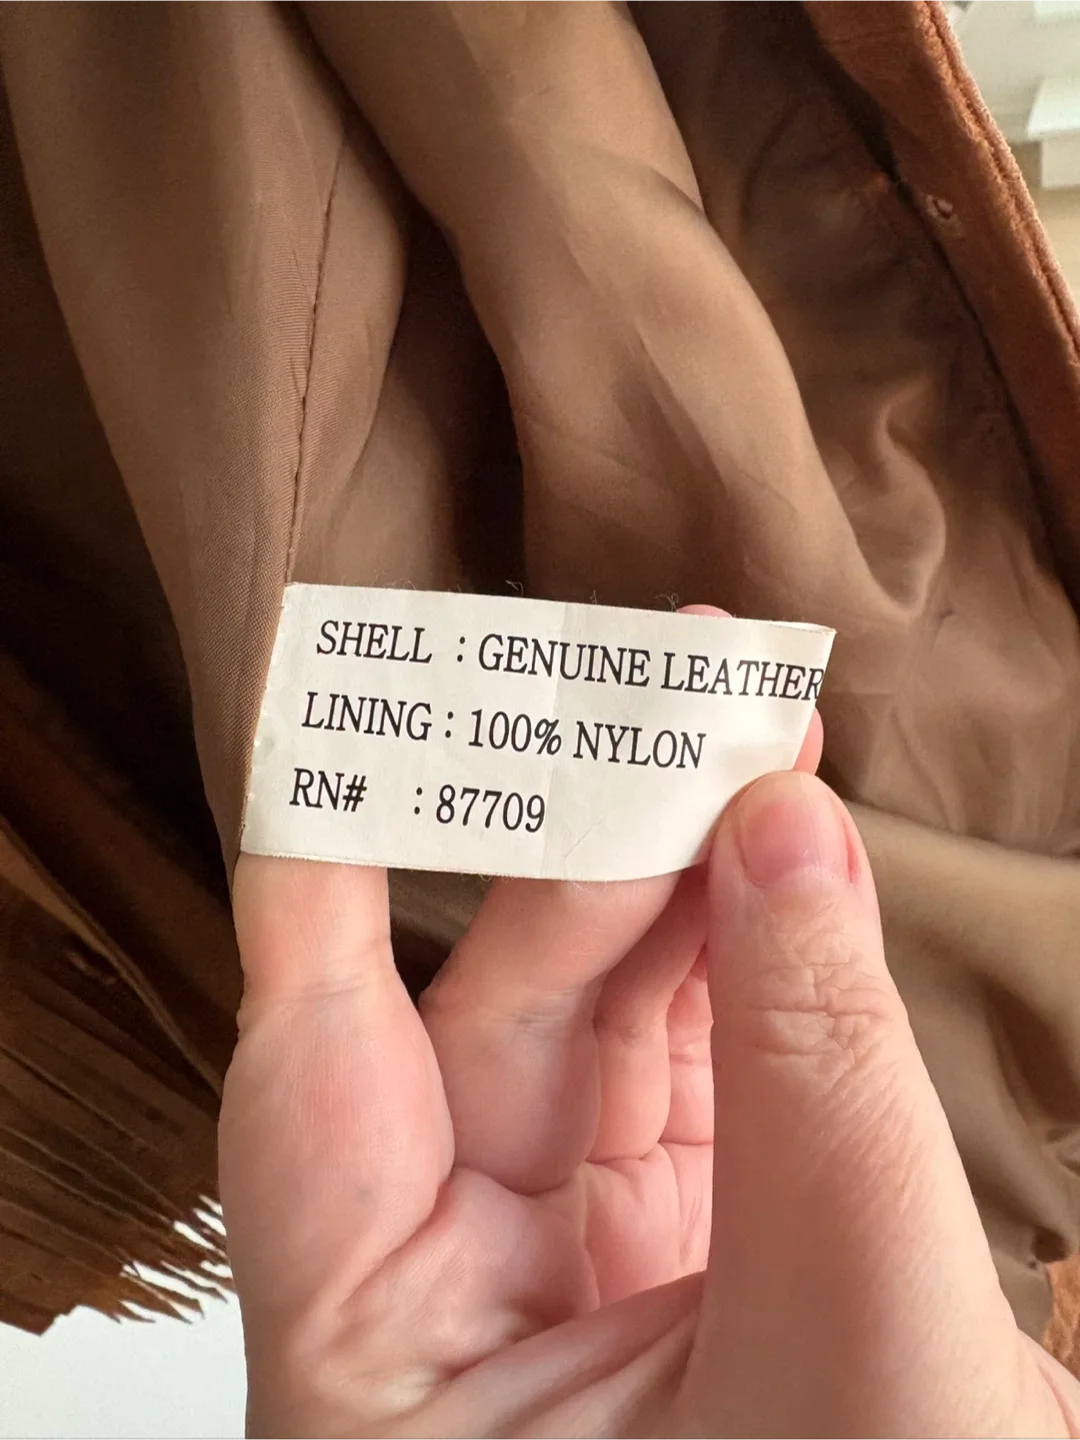 SHELL : GENUINE LEATHER
LINING : 100% NYLON
RN# : 87709